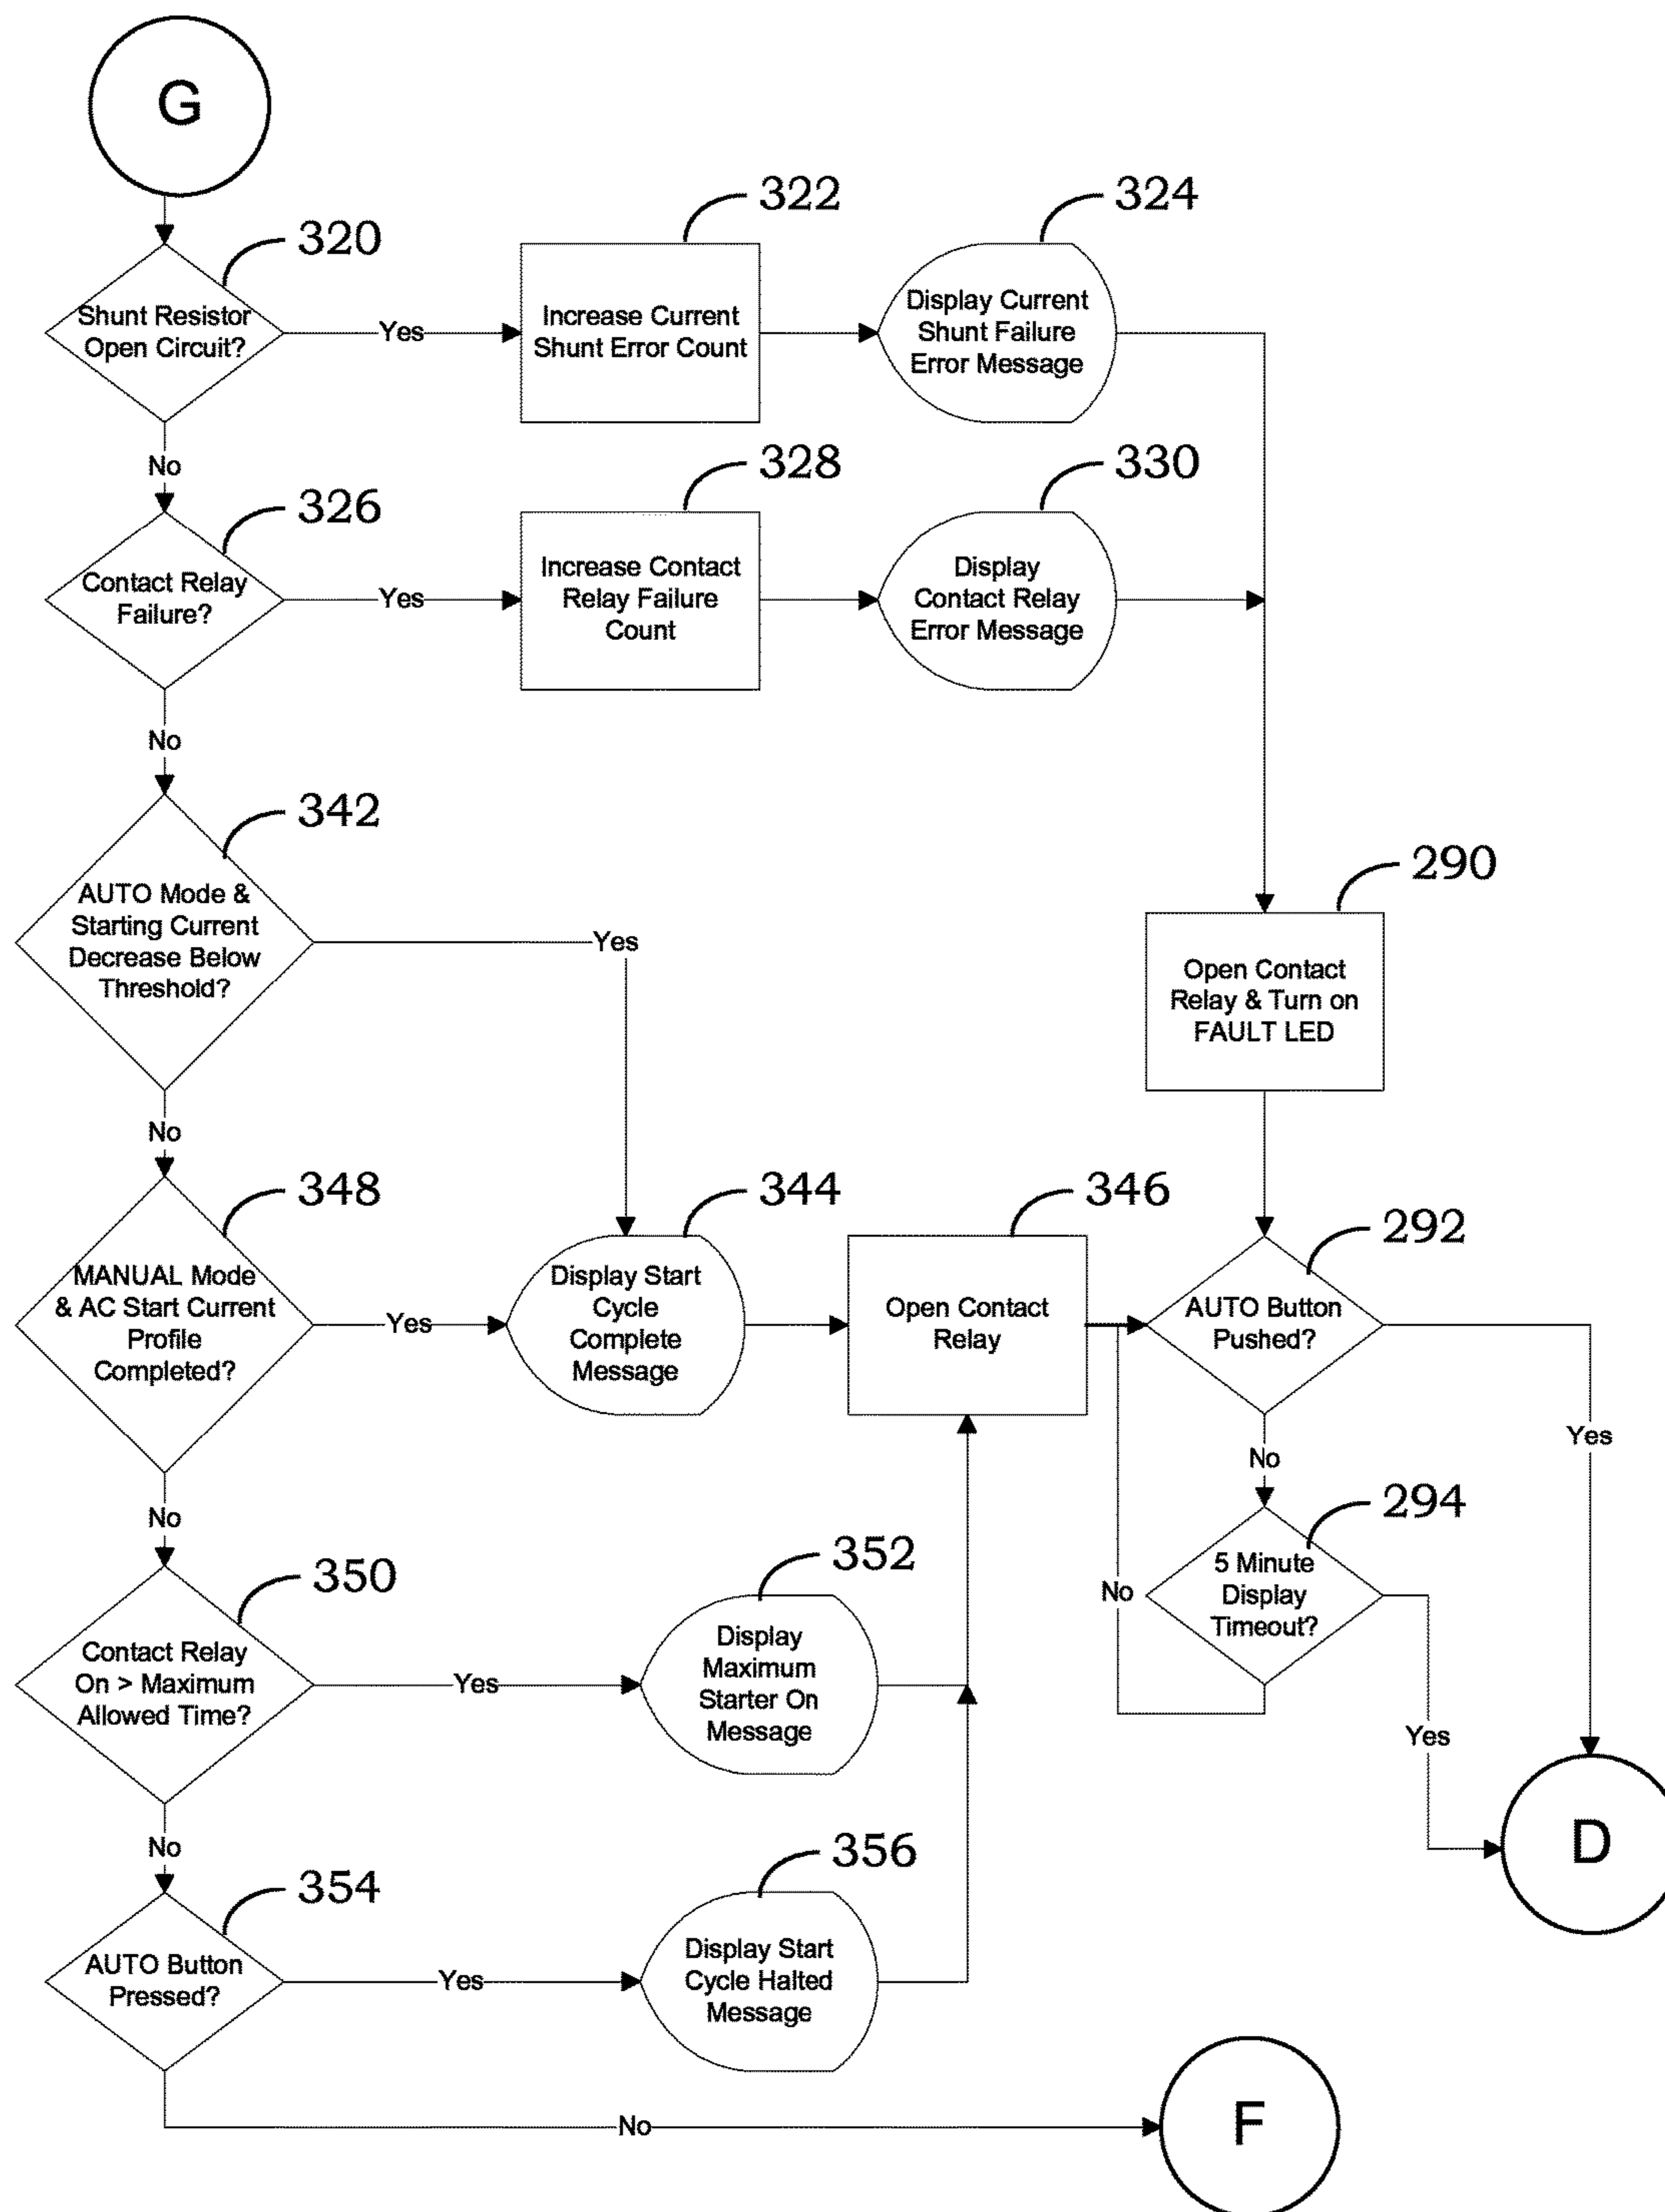 G
320
Shunt Resistor
Open Circuit?
Yes
322
Increase Current
Shunt Error Count
324
Display Current
Shunt Failure
Error Message
No
326
Contact Relay
Failure?
Yes
328
Increase Contact
Relay Failure
Count
330
Display
Contact Relay
Error Message
No
342
AUTO Mode &
Starting Current
Decrease Below
Threshold?
Yes
290
Open Contact
Relay & Turn on
FAULT LED
No
348
MANUAL Mode
& AC Start Current
Profile
Completed?
Yes
344
Display Start
Cycle
Complete
Message
346
Open Contact
Relay
292
AUTO Button
Pushed?
Yes
No
294
5 Minute
Display
Timeout?
No
Yes
D
No
350
Contact Relay
On > Maximum
Allowed Time?
Yes
352
Display
Maximum
Starter On
Message
No
354
AUTO Button
Pressed?
Yes
356
Display Start
Cycle Halted
Message
No
F